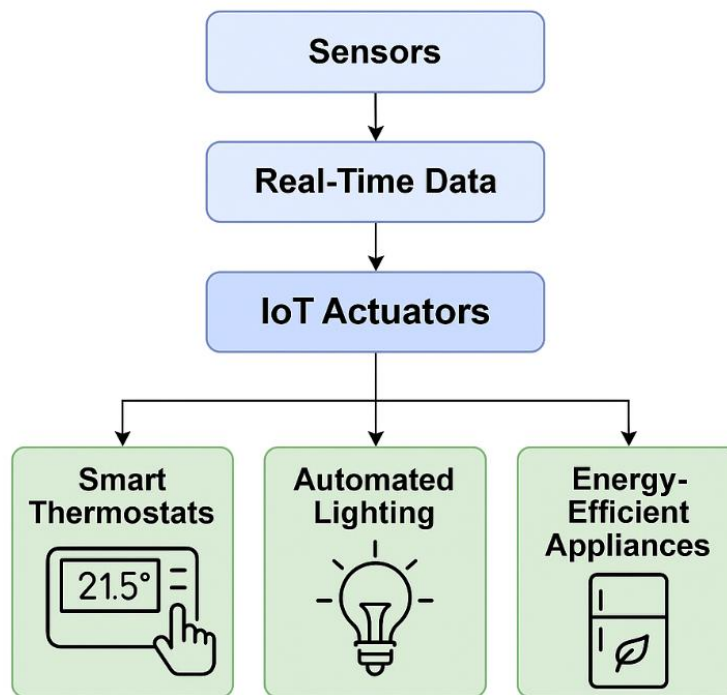 Sensors
Real-Time Data
IoT Actuators
Smart
Thermostats
21.5°
Automated
Lighting
Energy-
Efficient
Appliances